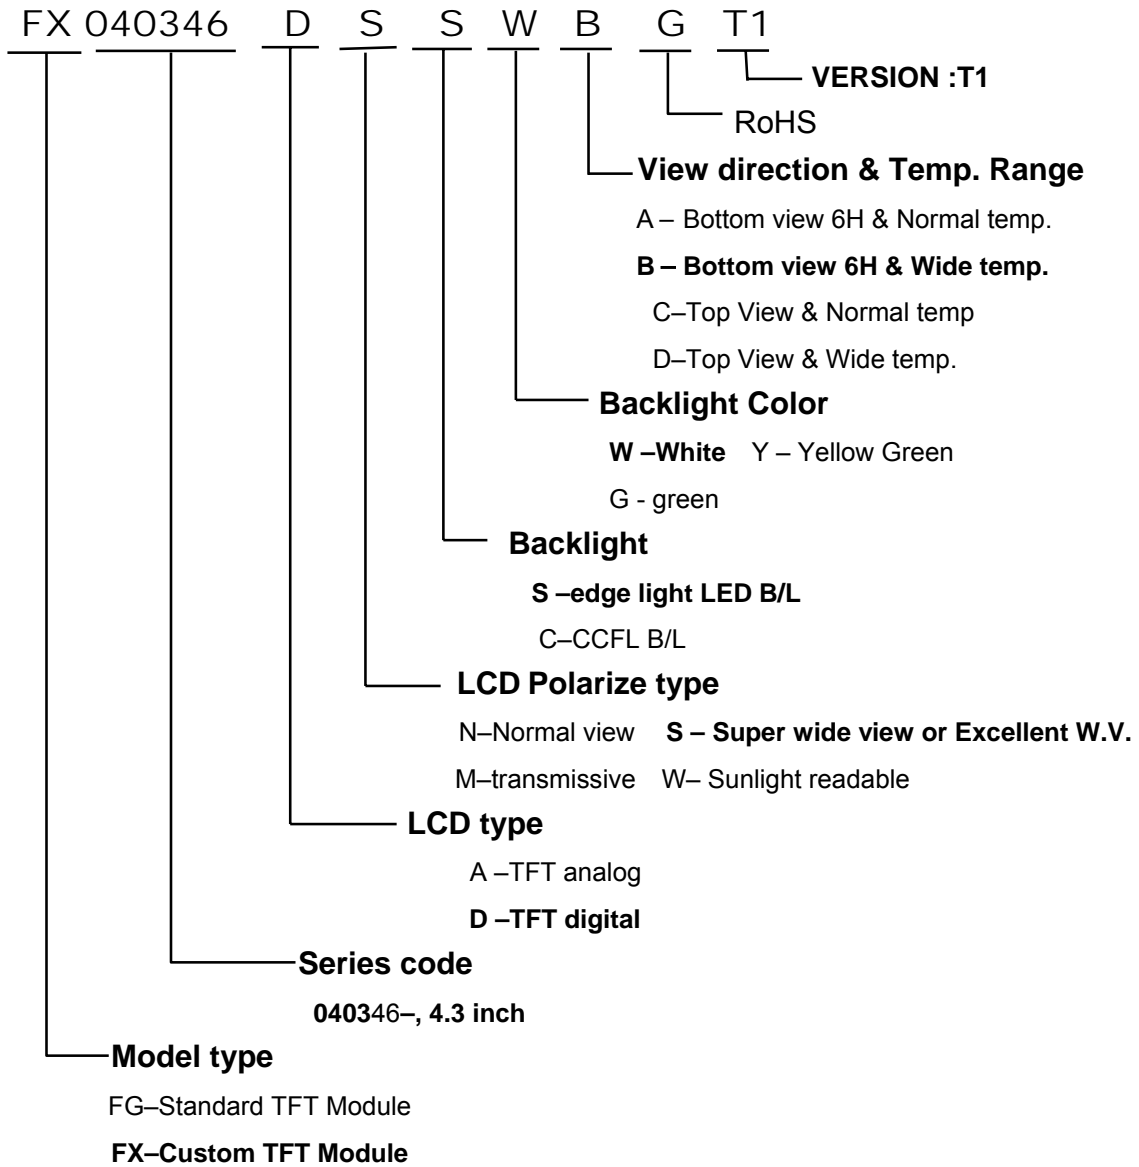 FX 040346 D S S W B G T1
VERSION :T1
RoHS
View direction & Temp. Range
A – Bottom view 6H & Normal temp.
B – Bottom view 6H & Wide temp.
C–Top View & Normal temp
D–Top View & Wide temp.
Backlight Color
W –White Y – Yellow Green
G - green
Backlight
S –edge light LED B/L
C–CCFL B/L
LCD Polarize type
N–Normal view S – Super wide view or Excellent W.V.
M–transmissive W– Sunlight readable
LCD type
A –TFT analog
D –TFT digital
Series code
040346–, 4.3 inch
Model type
FG–Standard TFT Module
FX–Custom TFT Module